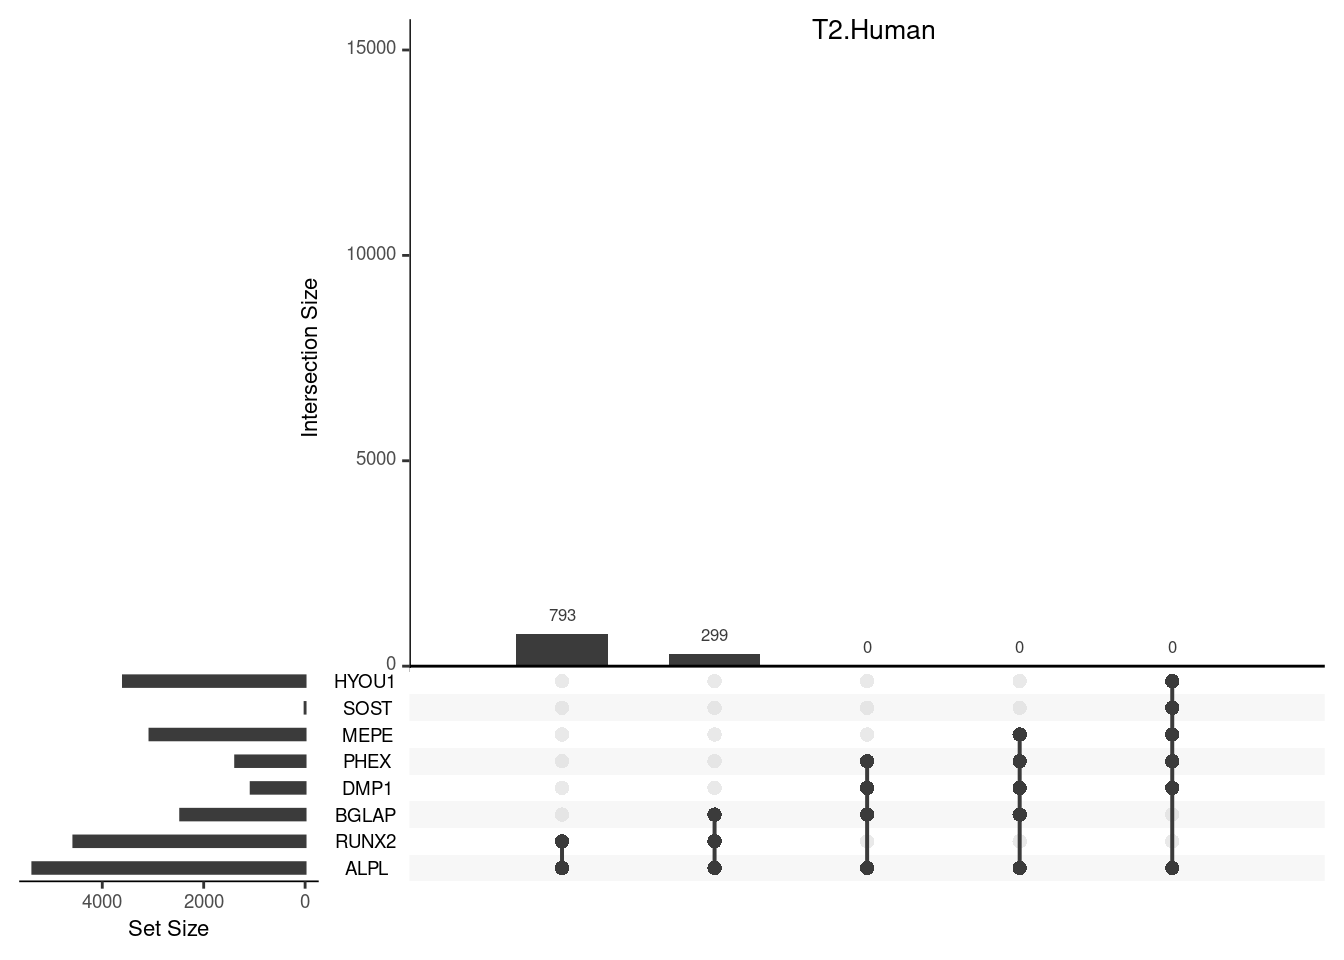 T2.Human
15000
10000
5000
0
Intersection Size
793
299
0
0
0
HYOU1
SOST
MEPE
PHEX
DMP1
BGLAP
RUNX2
ALPL
4000 2000 0
Set Size